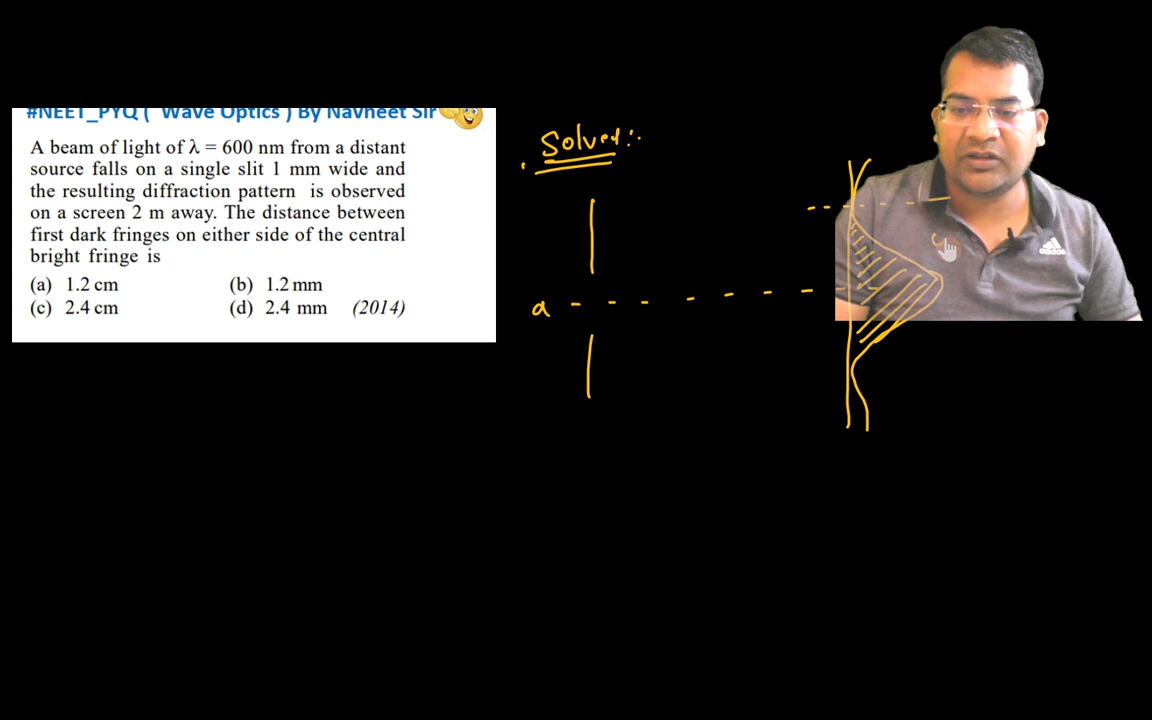 #NEET_PYQ ( Wave Optics ) By Navneet Sir
A beam of light of λ = 600 nm from a distant
source falls on a single slit 1 mm wide and
the resulting diffraction pattern is observed
on a screen 2 m away. The distance between
first dark fringes on either side of the central
bright fringe is
(a) 1.2 cm (b) 1.2 mm
(c) 2.4 cm (d) 2.4 mm (2014)
a
adidas